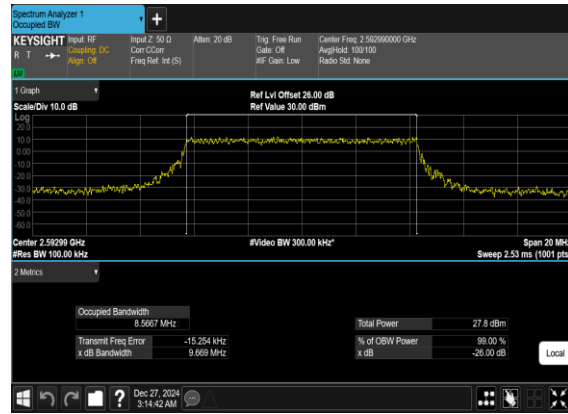 Spectrum Analyzer 1
Occupied BW
+
KEYSIGHT Input: RF Input Z: 50 Ω Atten: 20 dB Trig: Free Run Center Freq: 2.592990000 GHz
R T Coupling: DC Corr CCorr Gate: Off Avg|Hold: 100/100
Align: Off Freq Ref: Int (S) #IF Gain: Low Radio Std: None
LXI
1 Graph
Ref Lvl Offset 26.00 dB
Scale/Div 10.0 dB Ref Value 30.00 dBm
Log
20.0
10.0
0.00
-10.0
-20.0
-30.0
-40.0
-50.0
-60.0
Center 2.59299 GHz #Video BW 300.00 kHz* Span 20 MHz
#Res BW 100.00 kHz Sweep 2.53 ms (1001 pts)
2 Metrics
Occupied Bandwidth
8.5667 MHz Total Power 27.8 dBm
Transmit Freq Error -15.254 kHz % of OBW Power 99.00 %
x dB Bandwidth 9.669 MHz x dB -26.00 dB
Local
? Dec 27, 2024
3:14:42 AM